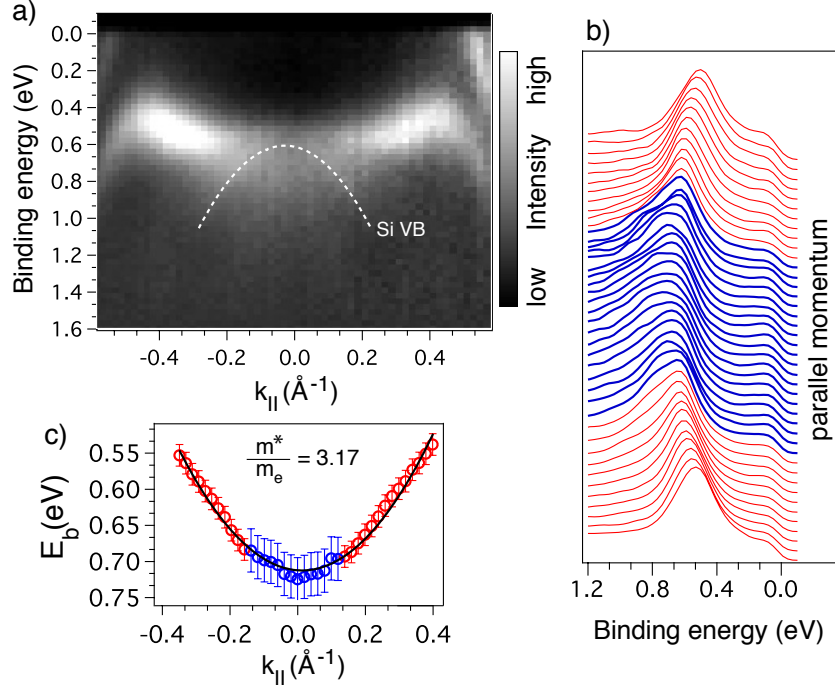 a)
0.0
0.2
0.4
0.6
0.8
1.0
1.2
1.4
1.6
Binding energy (eV)
Si VB
-0.4
-0.2
0.0
0.2
0.4
k|| (Å-1)
low Intensity high
b)
parallel momentum
1.2
0.8
0.4
0.0
Binding energy (eV)
c)
m*/me = 3.17
0.55
0.60
0.65
0.70
0.75
Eb(eV)
-0.4
-0.2
0.0
0.2
0.4
k|| (Å-1)